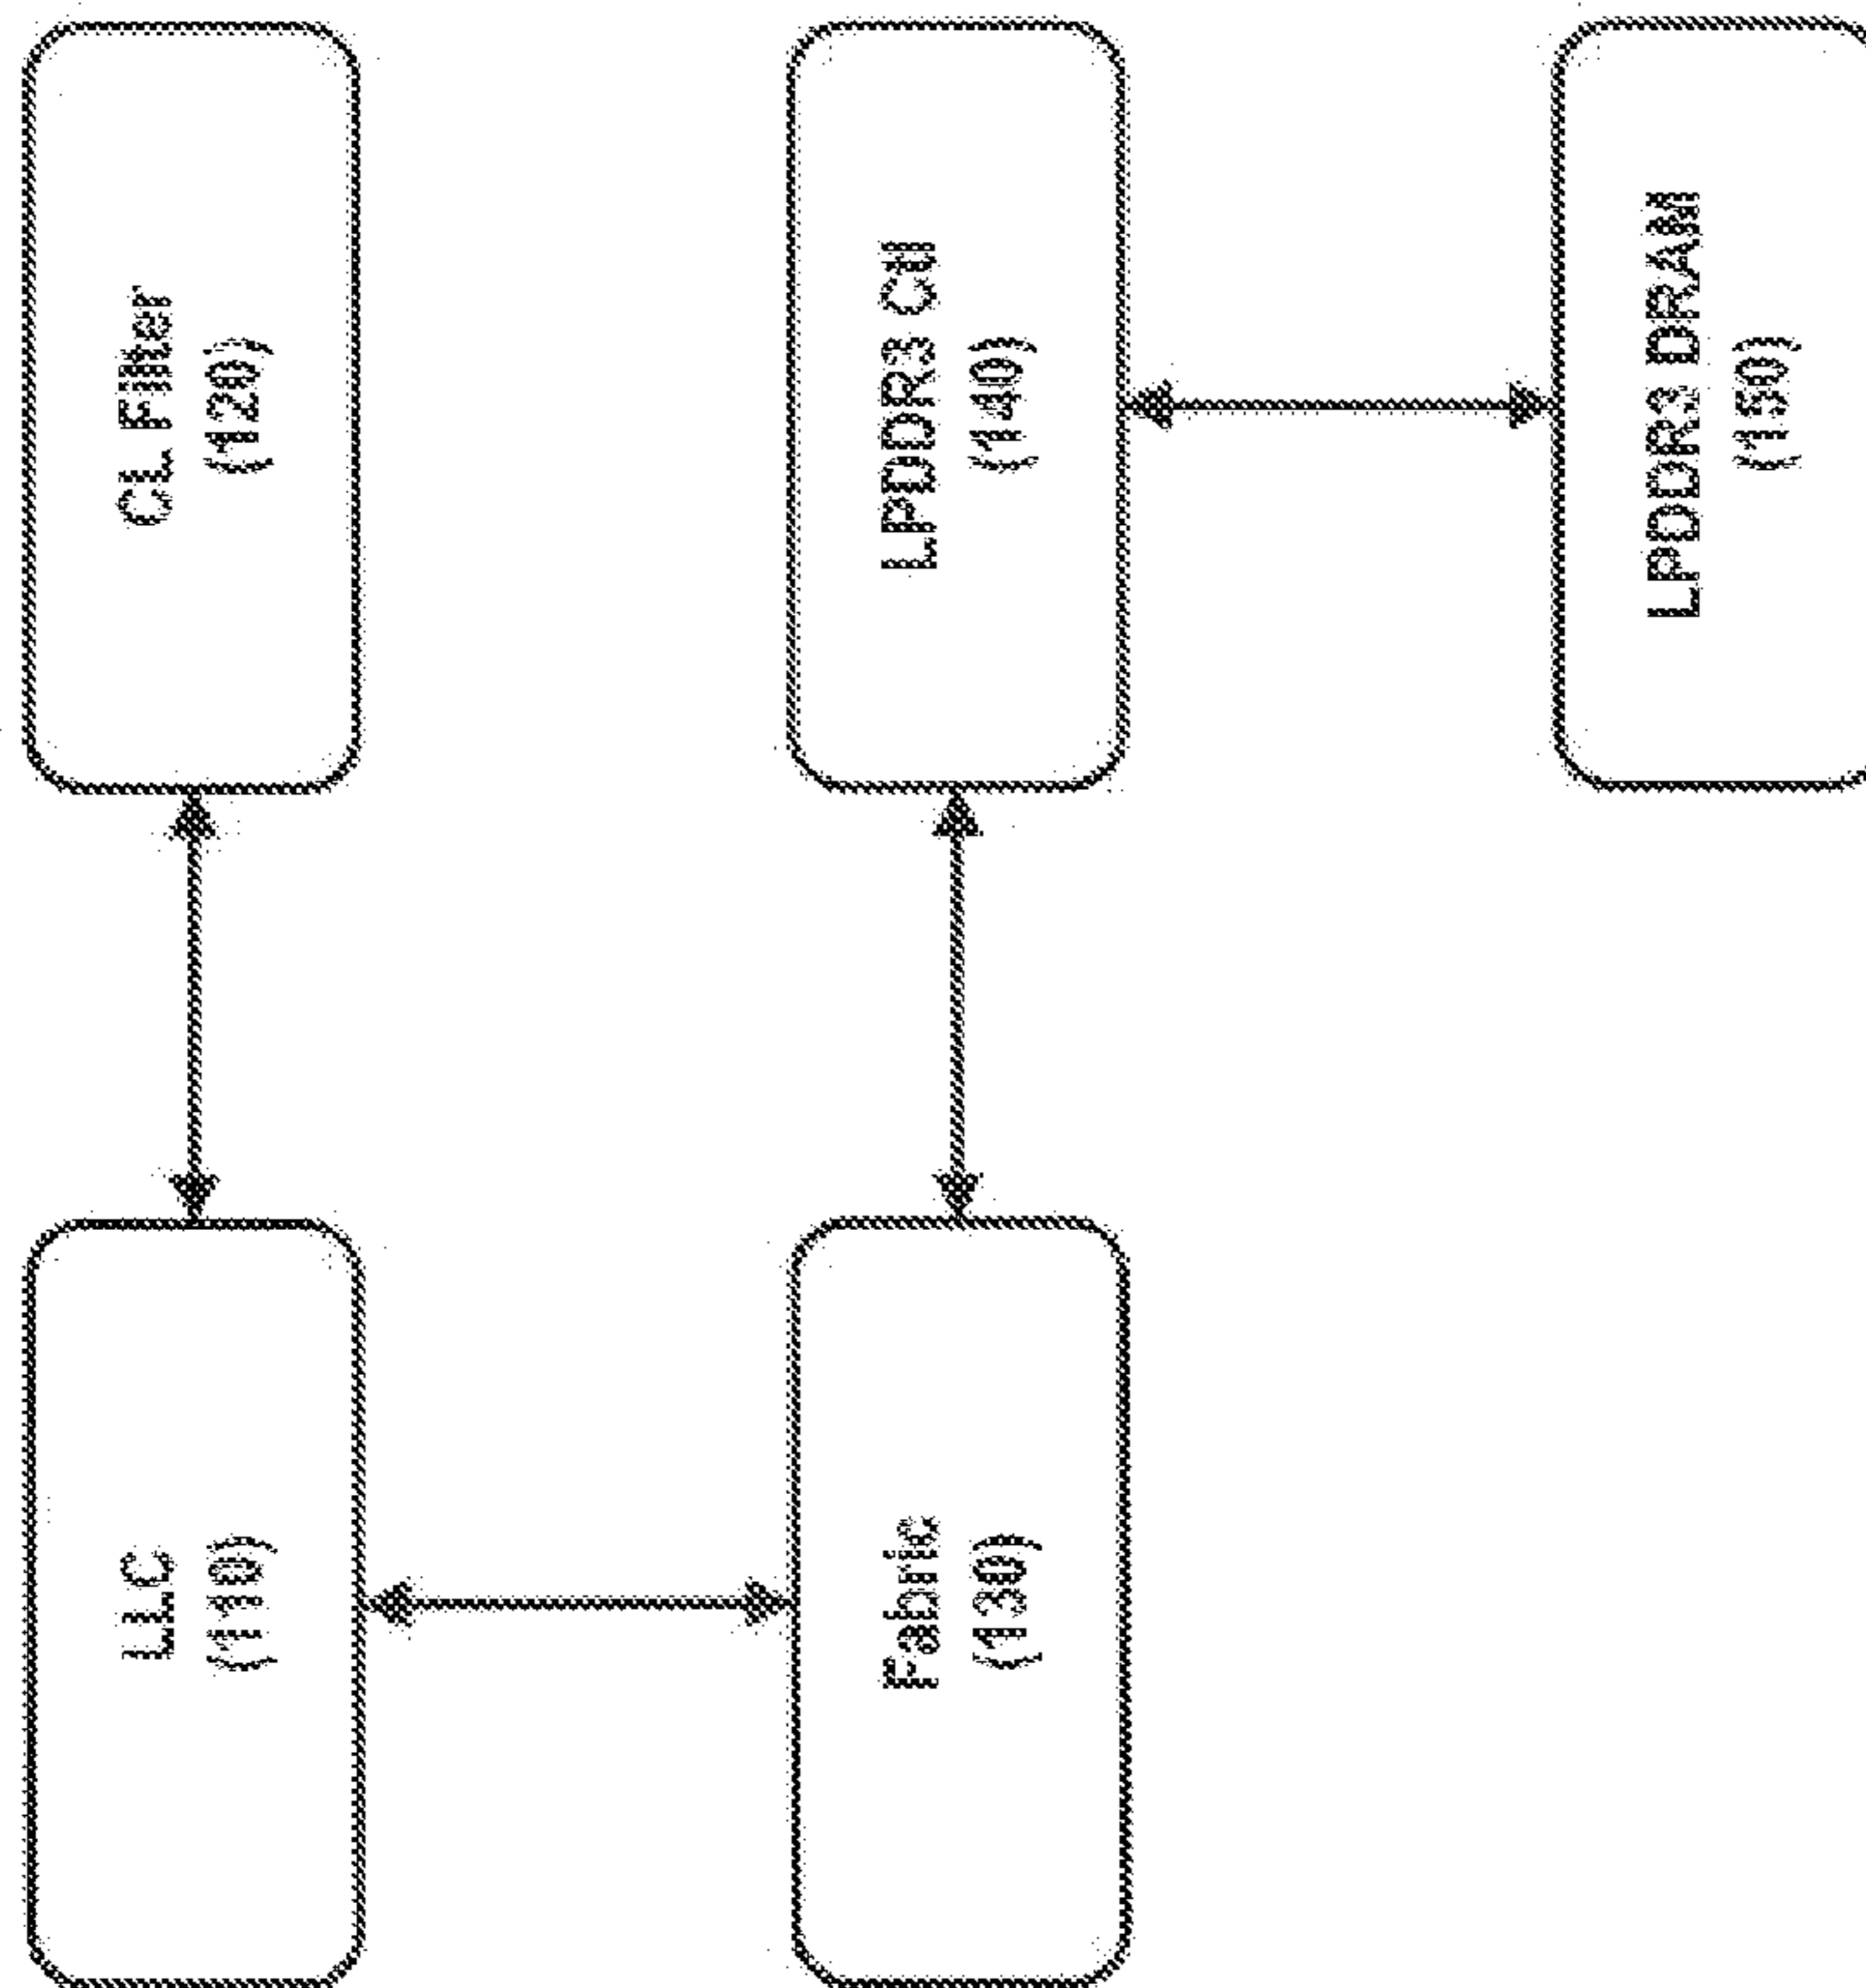 LLC
(110)
CL Filter
(120)
Fabric
(130)
LPDDR3 Ctl
(140)
LPDDR3 DRAM
(150)